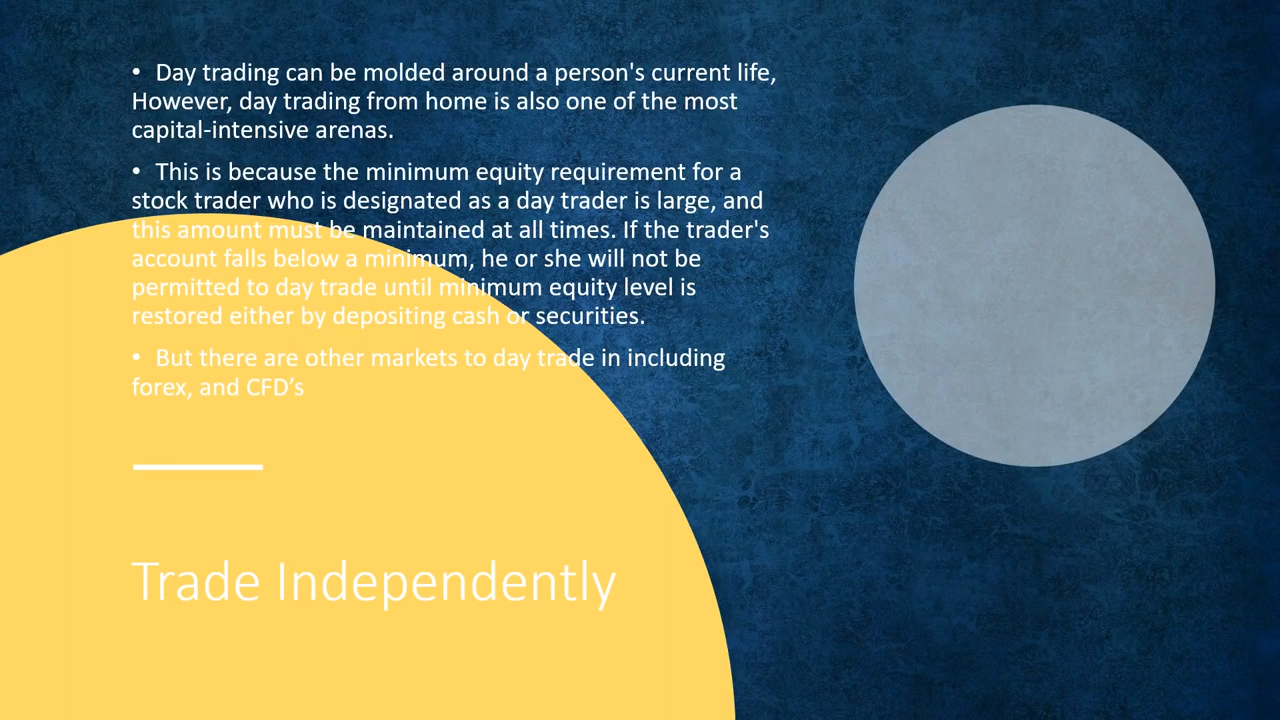 • Day trading can be molded around a person's current life,
However, day trading from home is also one of the most
capital-intensive arenas.
• This is because the minimum equity requirement for a
stock trader who is designated as a day trader is large, and
this amount must be maintained at all times. If the trader's
account falls below a minimum, he or she will not be
permitted to day trade until minimum equity level is
restored either by depositing cash or securities.
• But there are other markets to day trade in including
forex, and CFD’s
Trade Independently